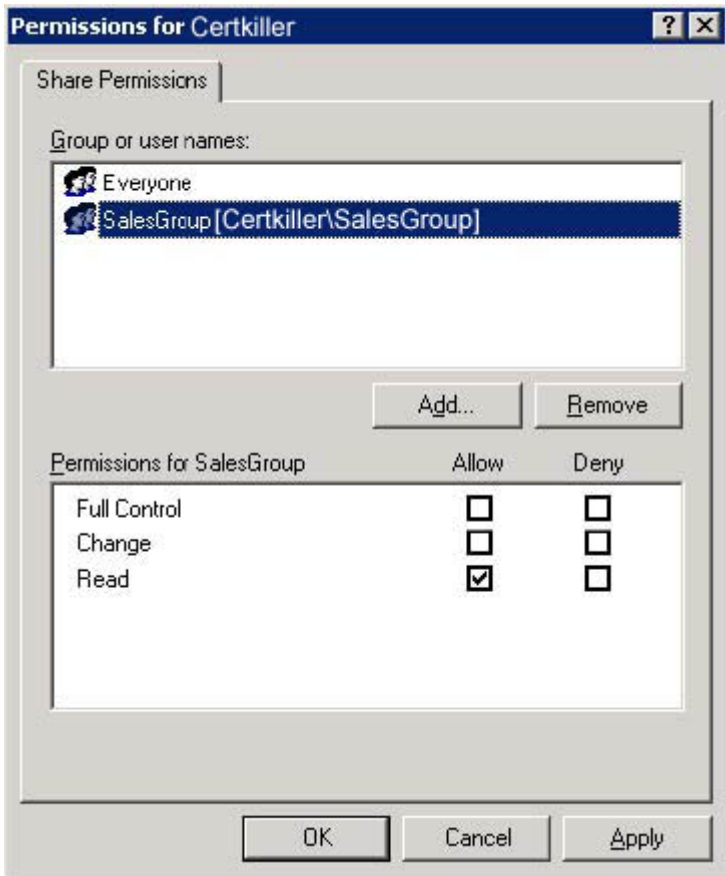 Permissions for Certkiller
Share Permissions
Group or user names:
Everyone
SalesGroup[Certkiller\SalesGroup]
Add... Remove
Permissions for SalesGroup Allow Deny
Full Control
Change
Read
OK Cancel Apply